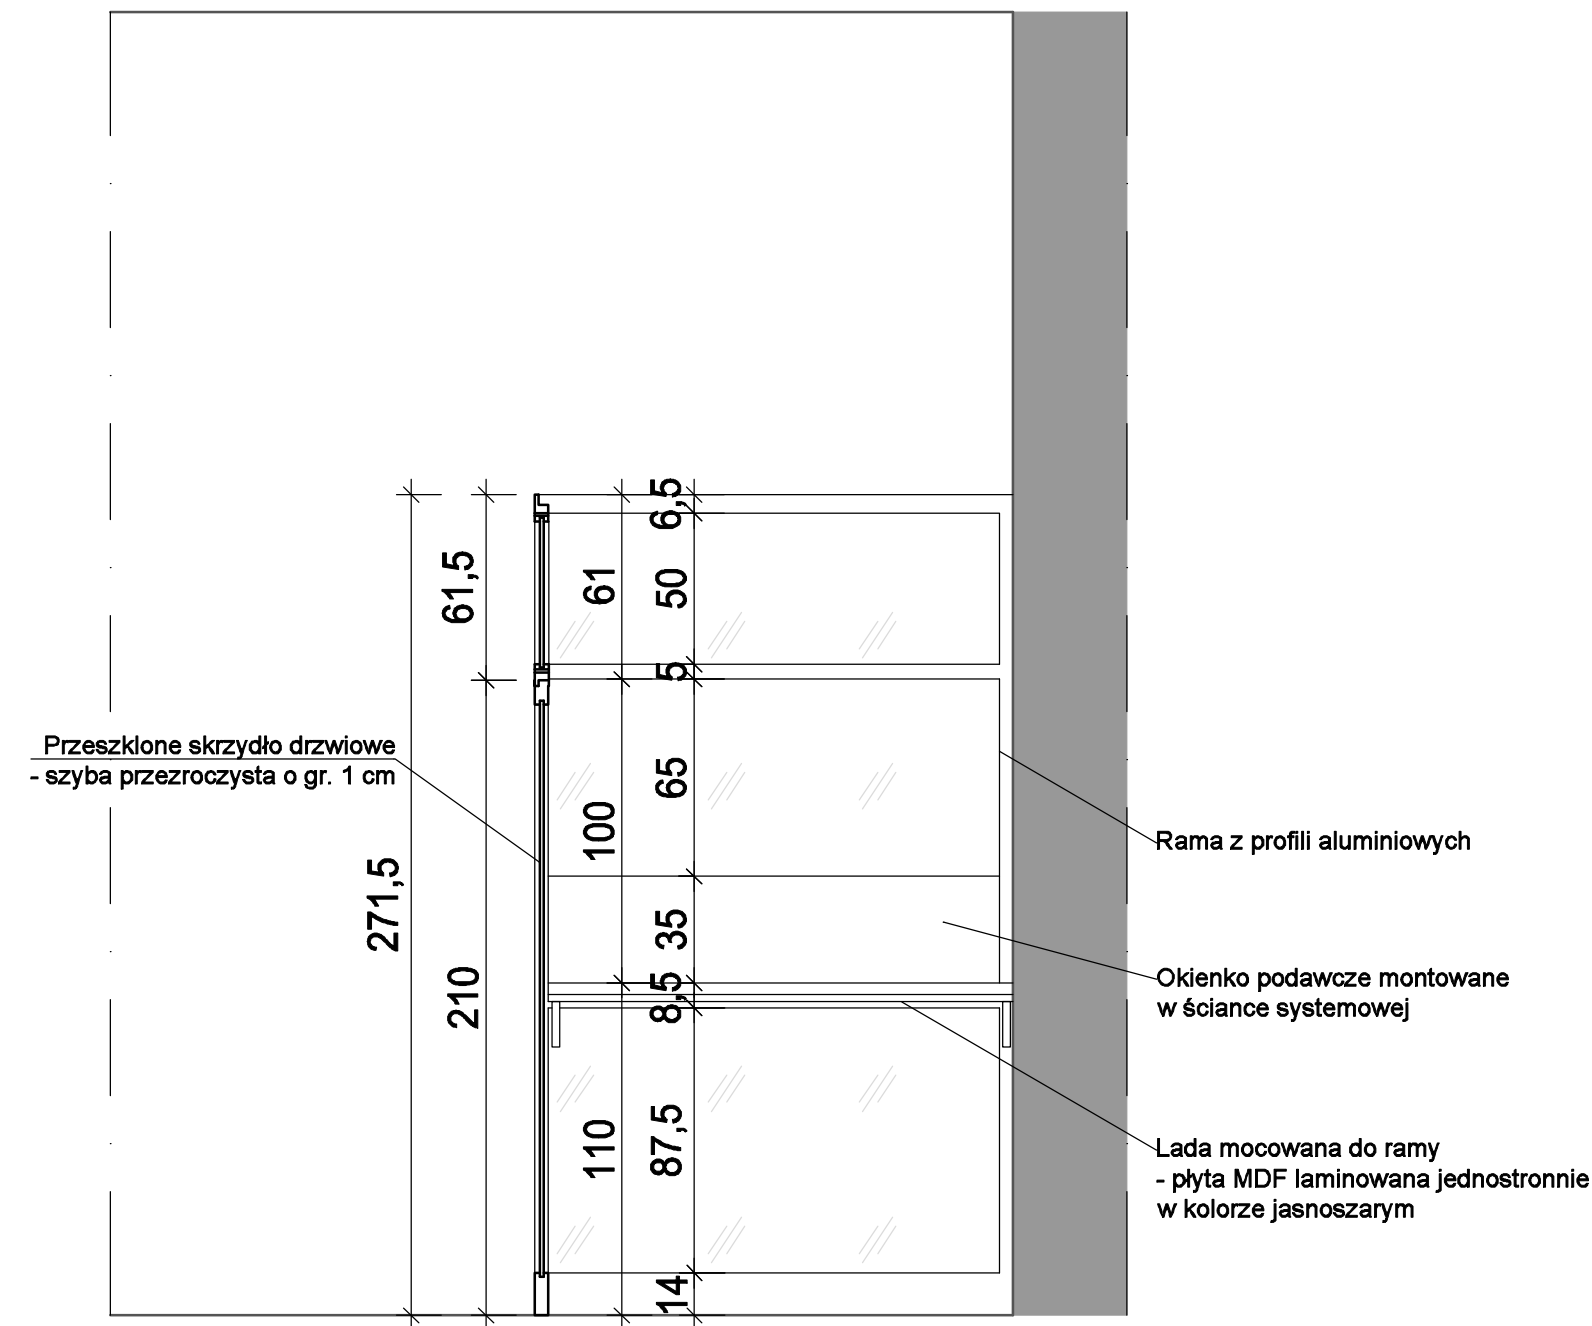 6,5
61,5
61
50
5
Przeszklone skrzydło drzwiowe
- szyba przezroczysta o gr. 1 cm
65
100
Rama z profili aluminiowych
271,5
35
Okienko podawcze montowane
w ściance systemowej
210
8,5
110
87,5
Lada mocowana do ramy
- płyta MDF laminowana jednostronnie
w kolorze jasnoszarym
14